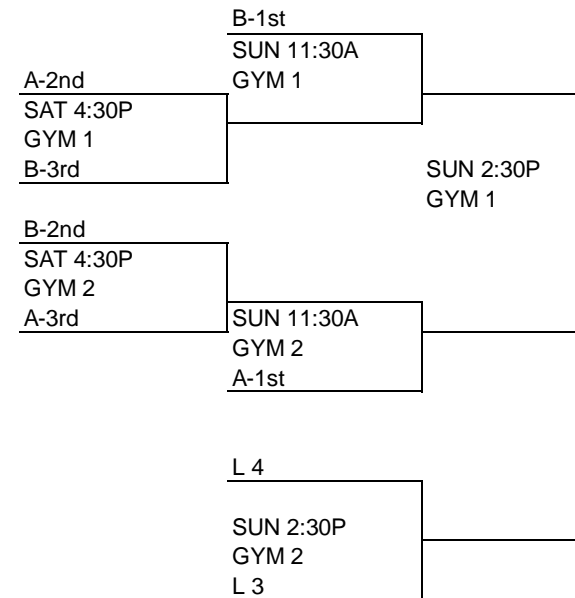 B-1st
SUN 11:30A
A-2nd
GYM 1
SAT 4:30P
GYM 1
B-3rd
SUN 2:30P
GYM 1
B-2nd
SAT 4:30P
GYM 2
A-3rd
SUN 11:30A
GYM 2
A-1st
L 4
SUN 2:30P
GYM 2
L 3